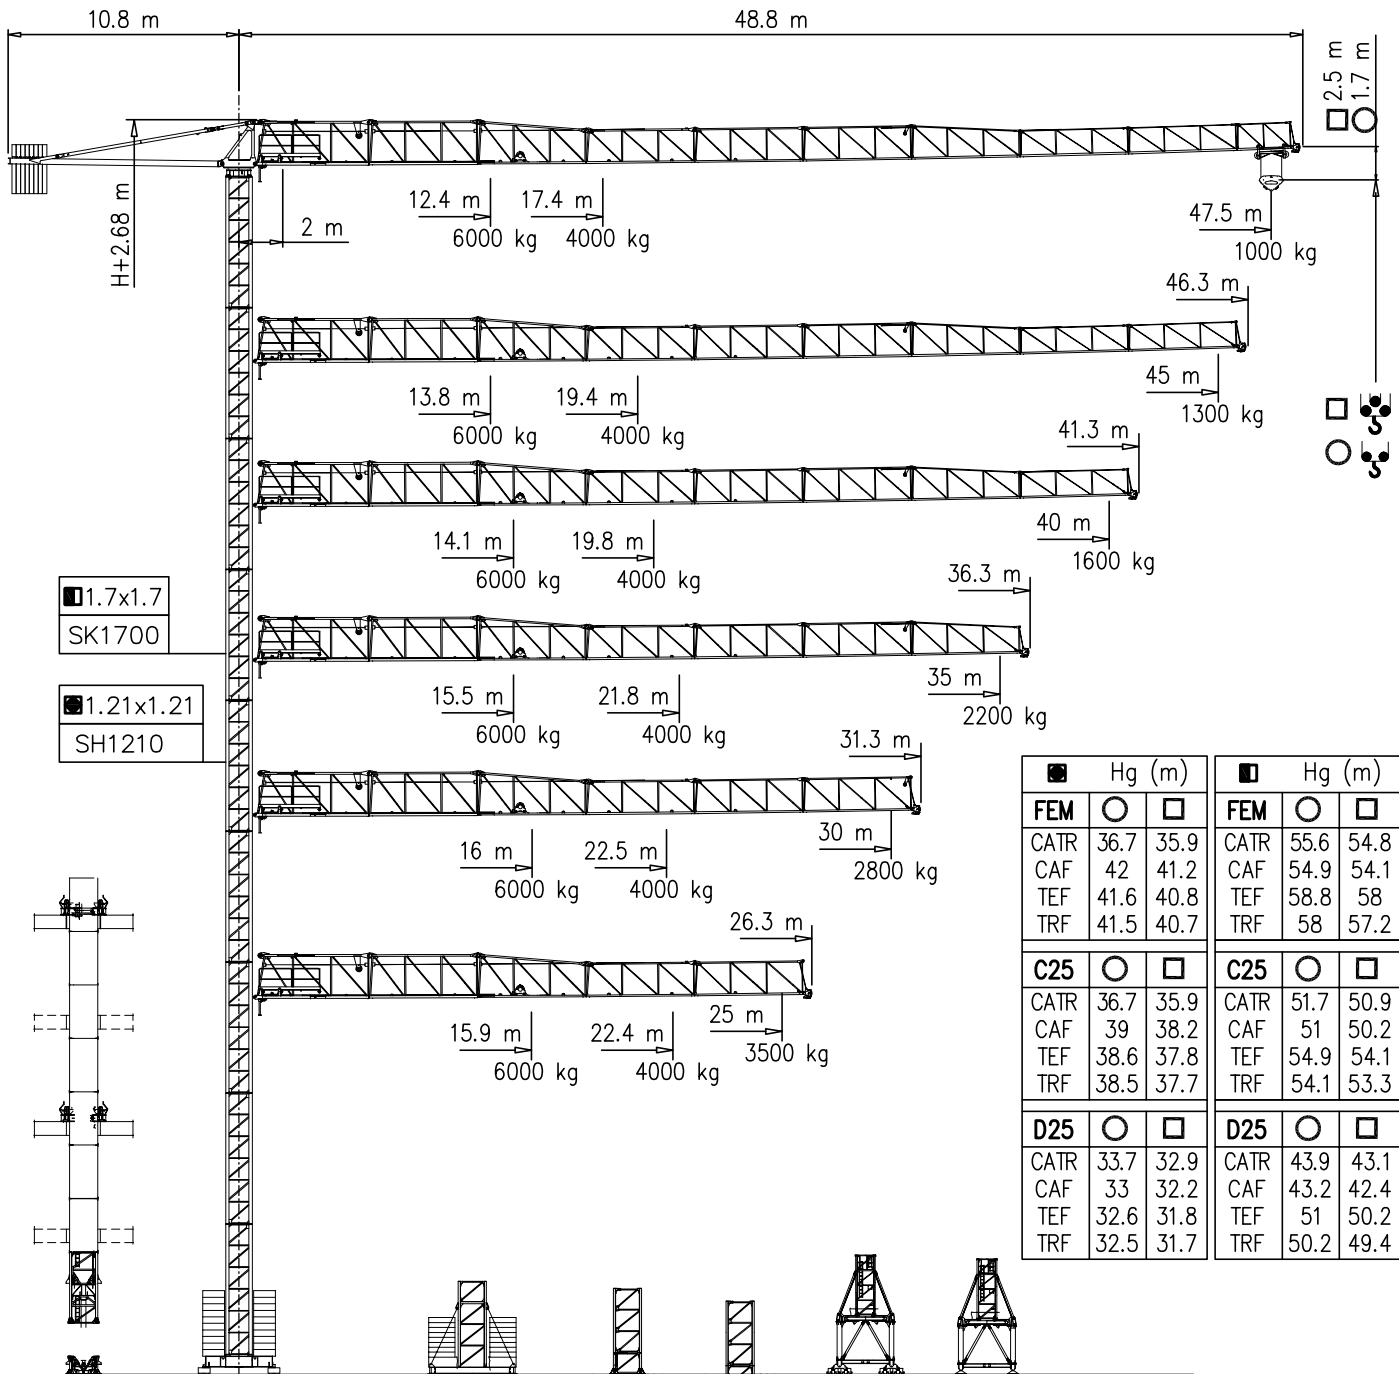 10.8 m
48.8 m
2.5 m
1.7 m
H+2.68 m
2 m
12.4 m
6000 kg
17.4 m
4000 kg
47.5 m
1000 kg
46.3 m
13.8 m
6000 kg
19.4 m
4000 kg
45 m
1300 kg
41.3 m
14.1 m
6000 kg
19.8 m
4000 kg
40 m
1600 kg
36.3 m
1.7x1.7
SK1700
15.5 m
6000 kg
21.8 m
4000 kg
35 m
2200 kg
1.21x1.21
SH1210
31.3 m
16 m
6000 kg
22.5 m
4000 kg
30 m
2800 kg
26.3 m
15.9 m
6000 kg
22.4 m
4000 kg
25 m
3500 kg
Hg (m)
FEM
CATR 36.7 35.9
CAF 42 41.2
TEF 41.6 40.8
TRF 41.5 40.7
C25
CATR 36.7 35.9
CAF 39 38.2
TEF 38.6 37.8
TRF 38.5 37.7
D25
CATR 33.7 32.9
CAF 33 32.2
TEF 32.6 31.8
TRF 32.5 31.7
Hg (m)
FEM
CATR 55.6 54.8
CAF 54.9 54.1
TEF 58.8 58
TRF 58 57.2
C25
CATR 51.7 50.9
CAF 51 50.2
TEF 54.9 54.1
TRF 54.1 53.3
D25
CATR 43.9 43.1
CAF 43.2 42.4
TEF 51 50.2
TRF 50.2 49.4